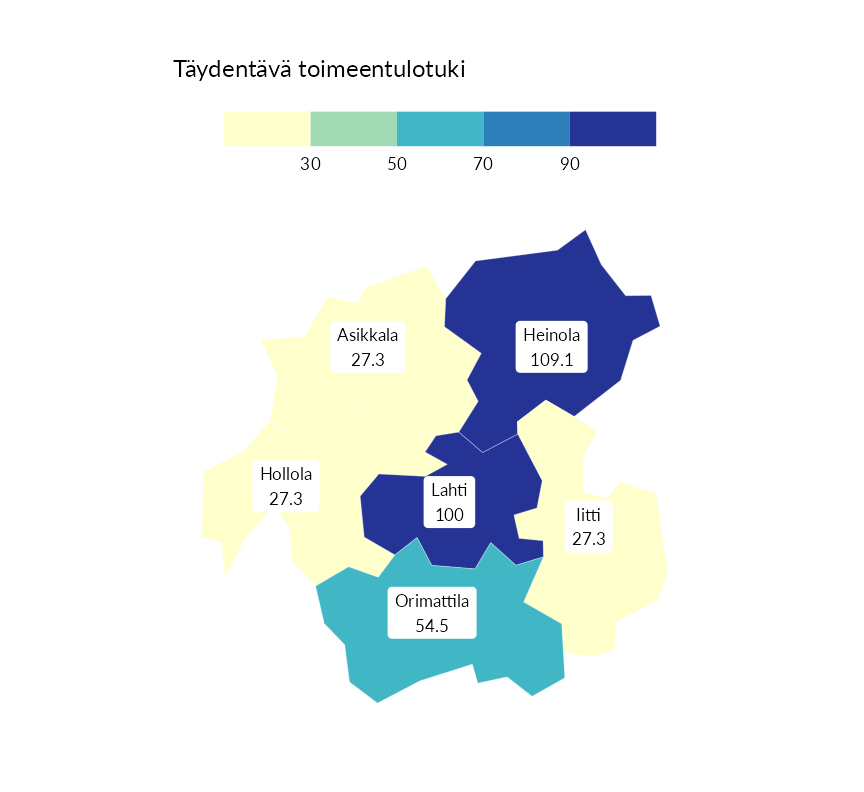 Täydentävä toimeentulotuki
30 50 70 90
Asikkala
27.3
Heinola
109.1
Hollola
27.3
Lahti
100
Iitti
27.3
Orimattila
54.5